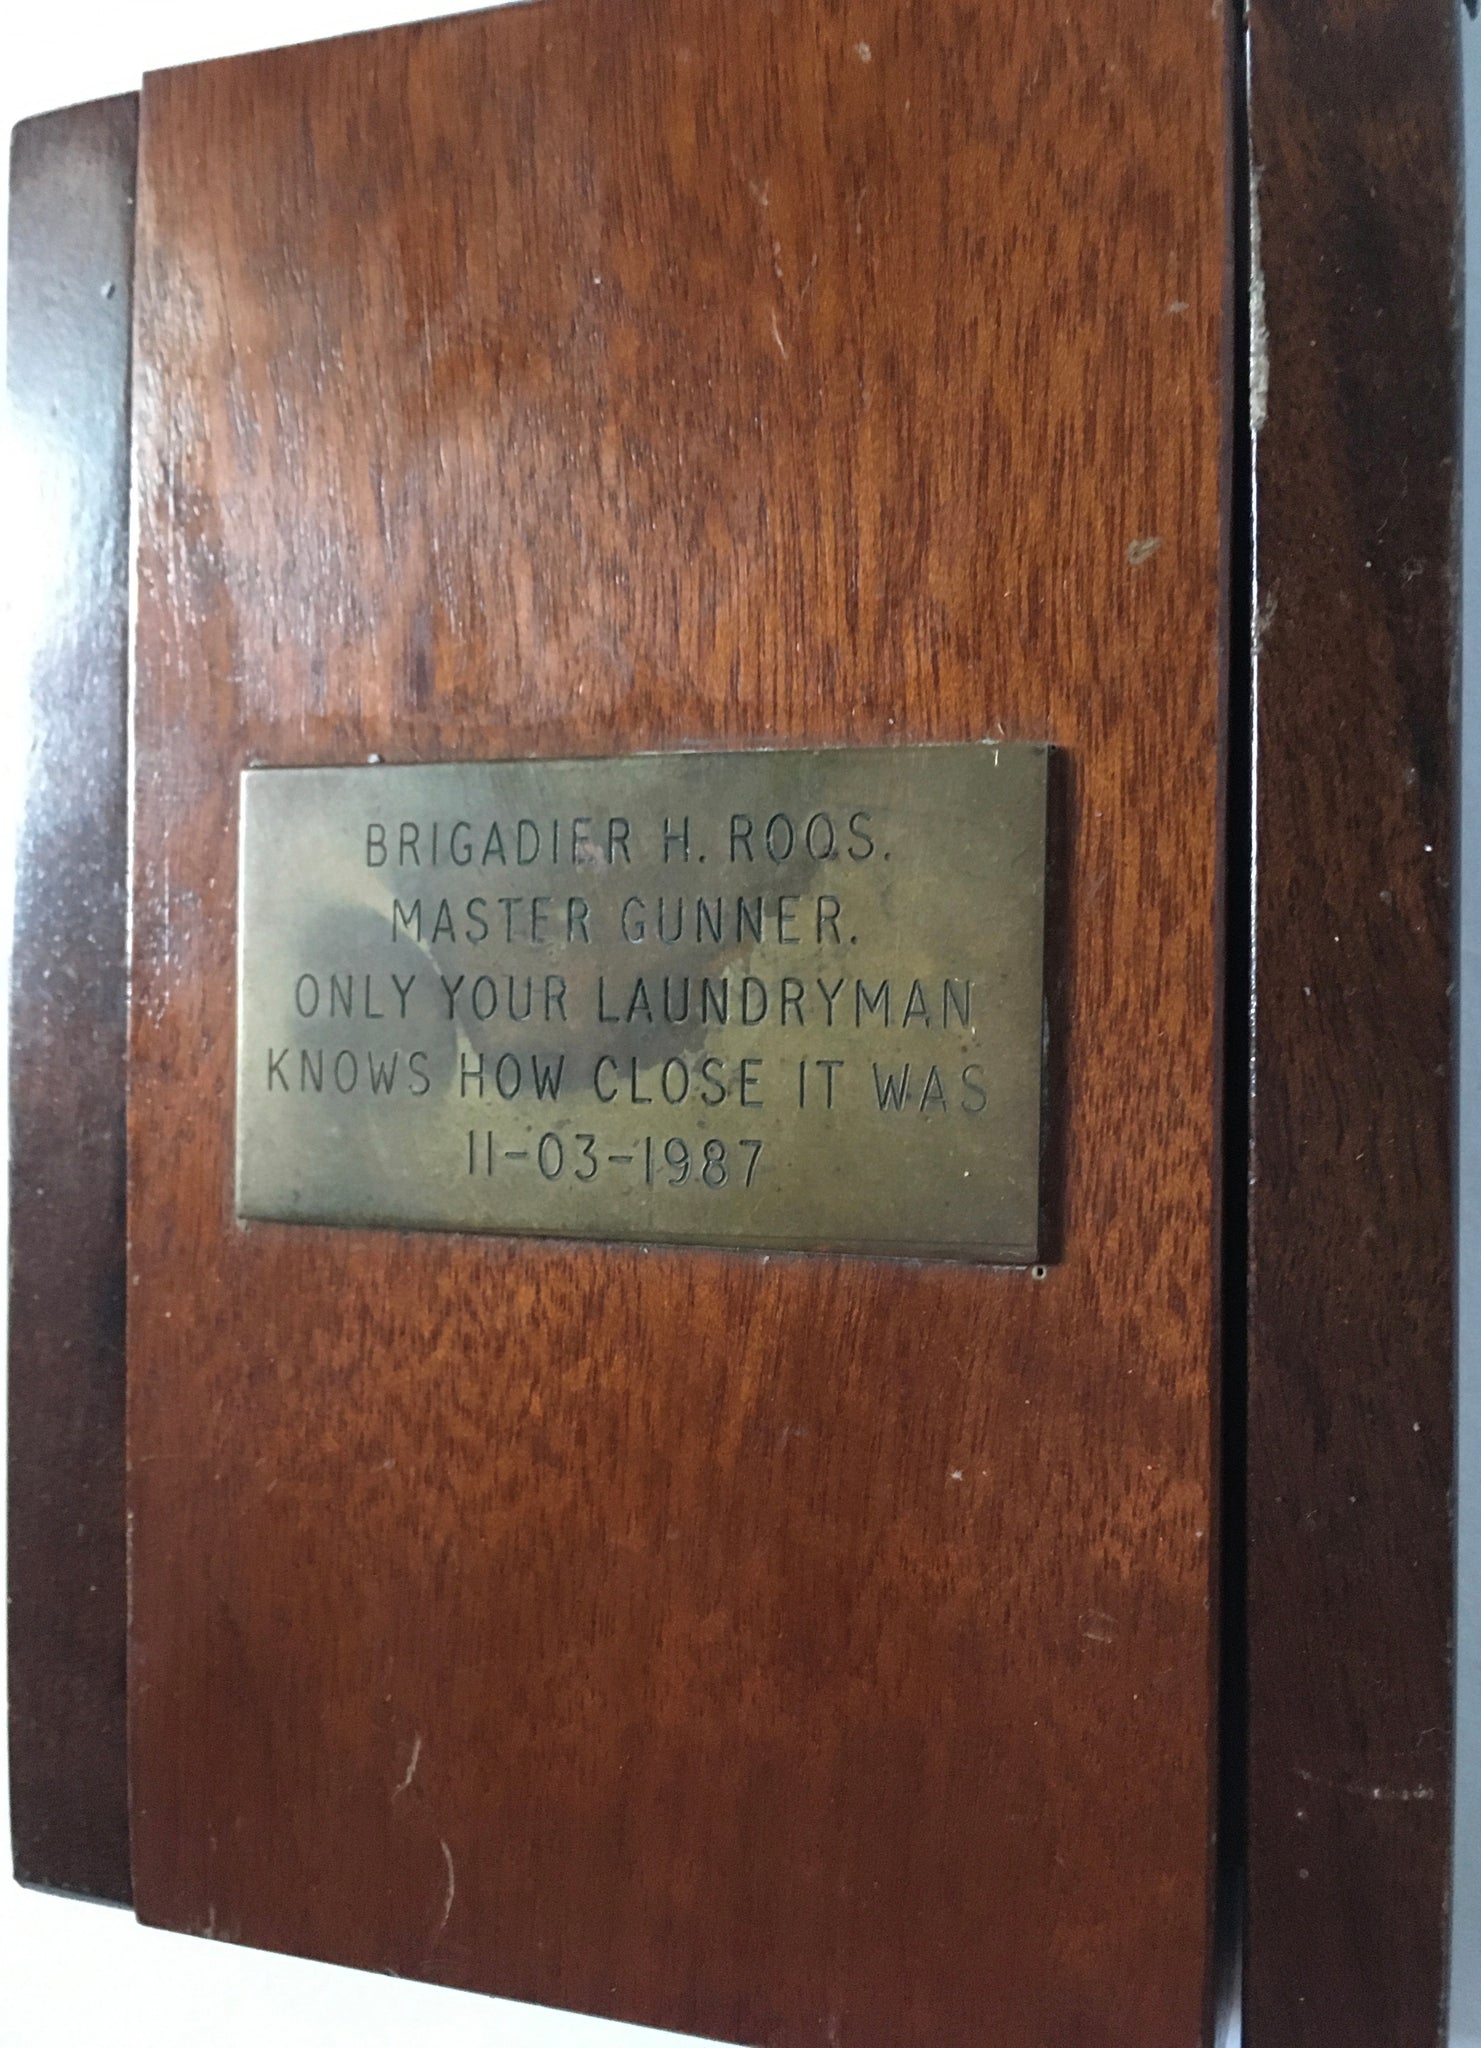 BRIGADIER H. ROOS.
MASTER GUNNER.
ONLY YOUR LAUNDRYMAN
KNOWS HOW CLOSE IT WAS
11-03-1987